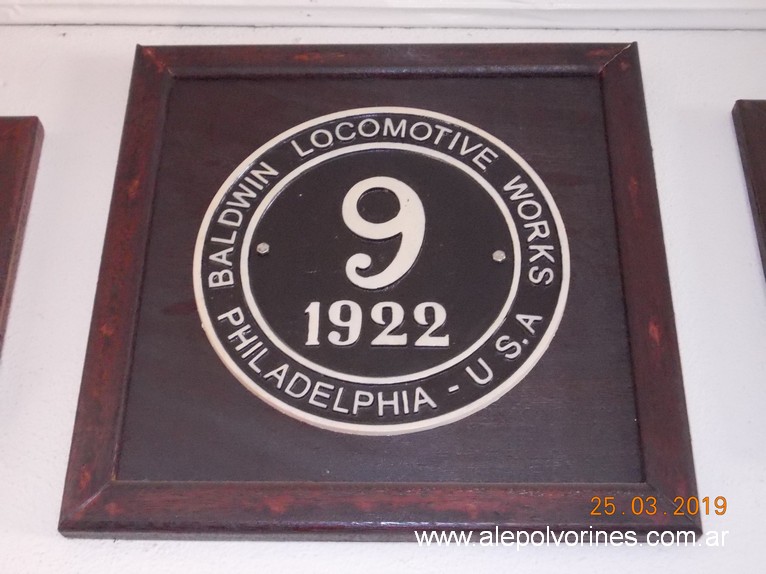 BALDWIN LOCOMOTIVE WORKS
9
1922
PHILADELPHIA - U S.A
25.03.2019
www.alepolvorines.com.ar